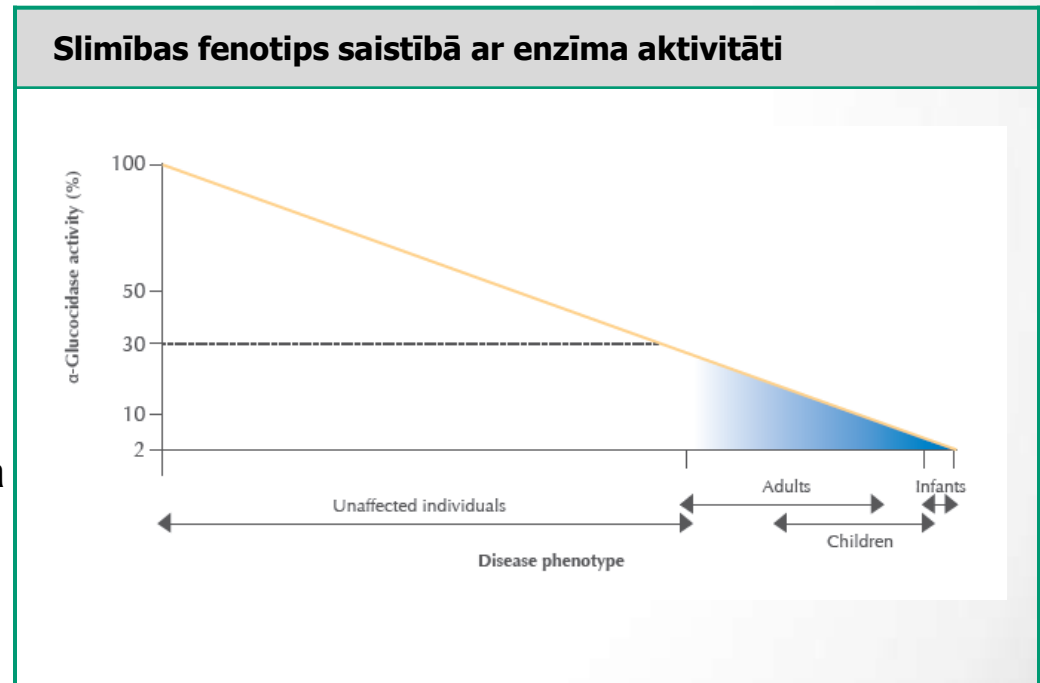 Slimības fenotips saistībā ar enzīma aktivitāti
α-Glucocidase activity (%)
100
50
30
10
2
Adults
Infants
Unaffected individuals
Children
Disease phenotype